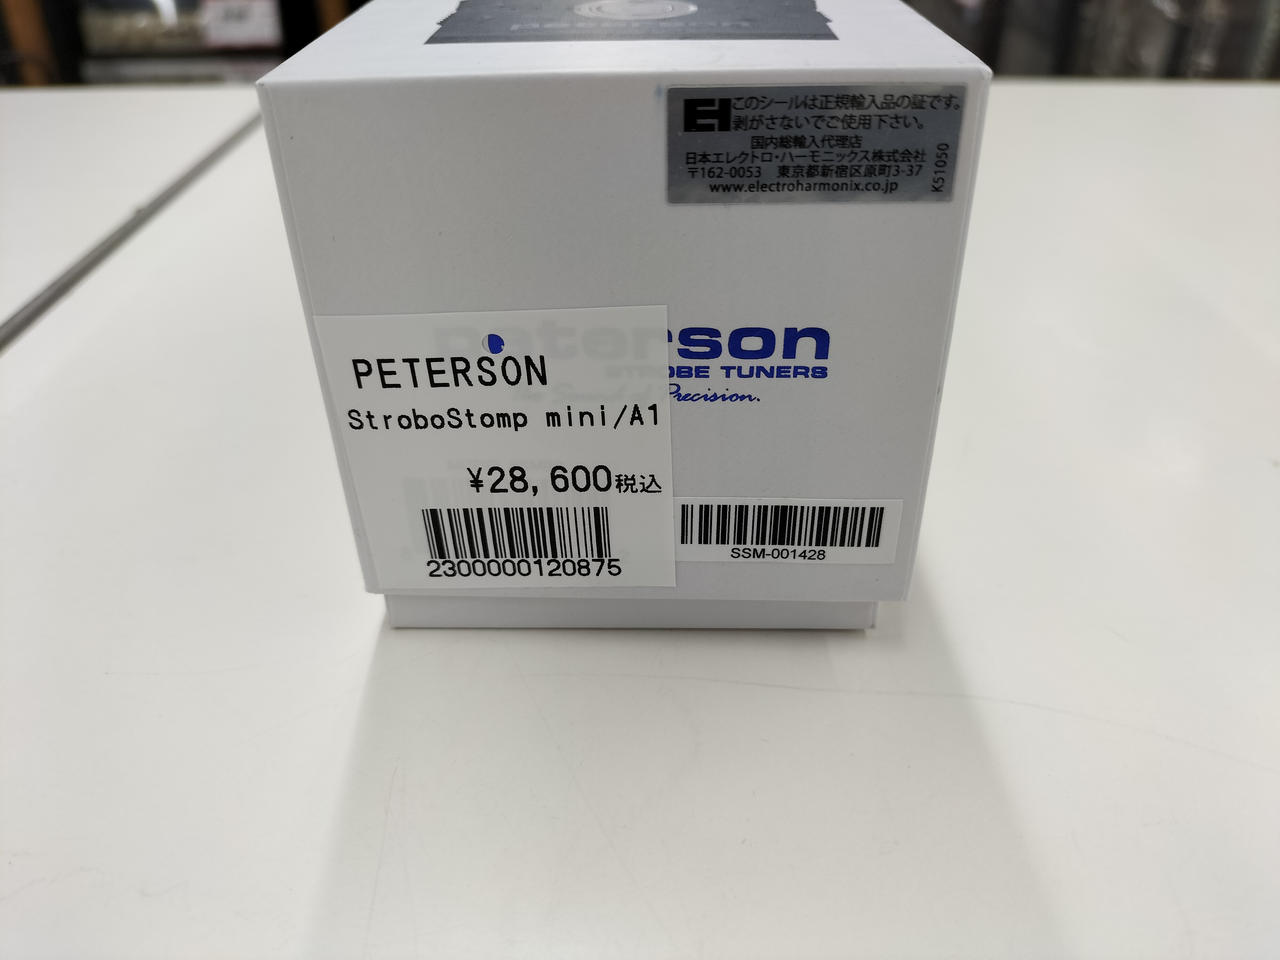 EH このシールは正規輸入品の証です。
剥がさないでご使用下さい。
国内総輸入代理店
日本エレクトロ・ハーモニックス株式会社
〒162-0053 東京都新宿区原町3-37
www.electroharmonix.co.jp
K51050
peterson
STROBE TUNERS
Precision.
PETERSON
StroboStomp mini/A1
¥28,600税込
2300000120875
SSM-001428